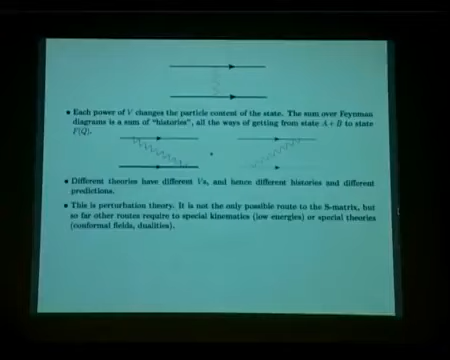 • Each power of V changes the particle content of the state. The sum over Feynman
diagrams is a sum of "histories", all the ways of getting from state A + B to state
F(Q).
+
• Different theories have different Vs, and hence different histories and different
predictions.
• This is perturbation theory. It is not the only possible route to the S-matrix, but
so far other routes require to special kinematics (low energies) or special theories
(conformal fields, dualities).